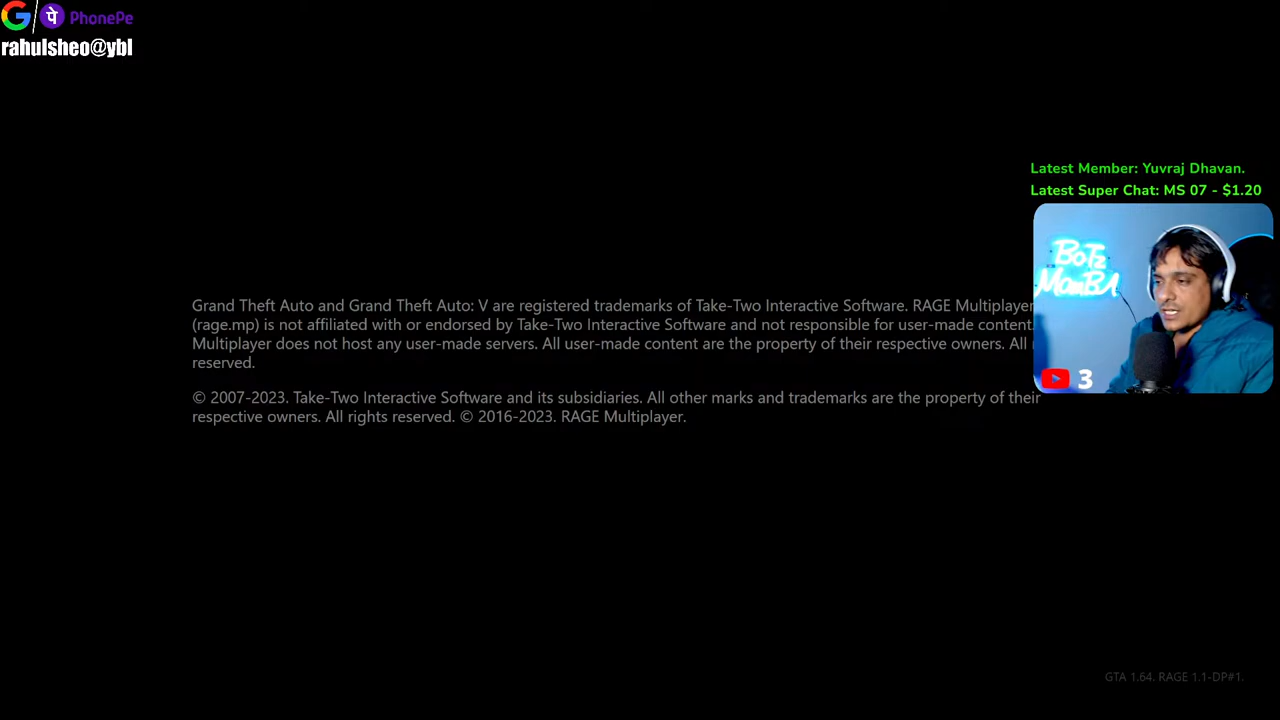 G पे PhonePe
rahulsheo@ybl
Latest Member: Yuvraj Dhavan.
Latest Super Chat: MS 07 - $1.20
BoTz
MamBA
3
Grand Theft Auto and Grand Theft Auto: V are registered trademarks of Take-Two Interactive Software. RAGE Multiplayer
(rage.mp) is not affiliated with or endorsed by Take-Two Interactive Software and not responsible for user-made content.
Multiplayer does not host any user-made servers. All user-made content are the property of their respective owners. All
reserved.
© 2007-2023. Take-Two Interactive Software and its subsidiaries. All other marks and trademarks are the property of their
respective owners. All rights reserved. © 2016-2023. RAGE Multiplayer.
GTA 1.64. RAGE 1.1-DP#1.